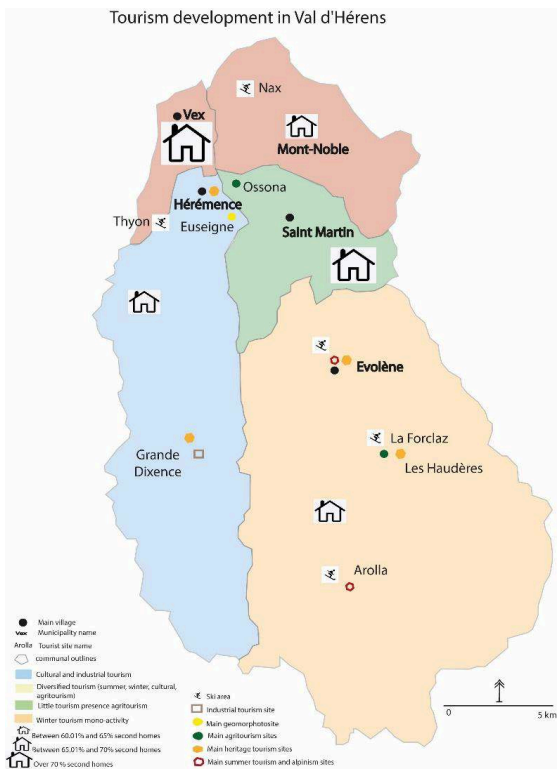 Tourism development in Val d'Hérens
Nax
Vex
Mont-Noble
Ossona
Hérémence
Thyon
Euseigne
Saint Martin
Evolène
La Forclaz
Grande
Dixence
Les Haudères
Arolla
Main village
Vex Municipality name
Arolla Tourist site name
communal outlines
Cultural and industrial tourism
Diversified tourism (summer, winter, cultural,
agritourism)
Little tourism presence agritourism
Winter tourism mono-activity
Between 60.01% and 65% second homes
Between 65.01% and 70% second homes
Over 70 % second homes
Ski area
Industrial tourism site
Main geomorphotosite
Main agritourism sites
Main heritage tourism sites
Main summer tourism and alpinism sites
0 5 km